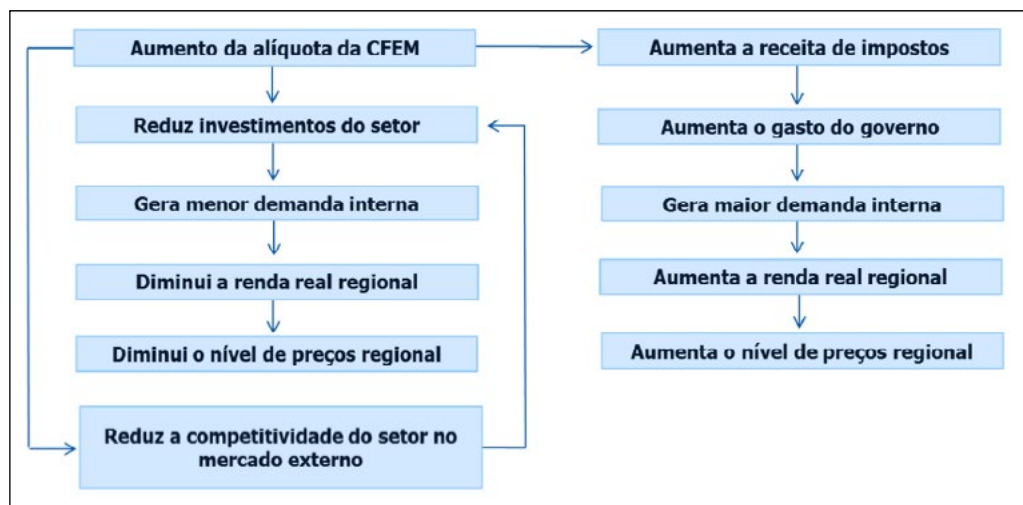 Aumento da alíquota da CFEM
Reduz investimentos do setor
Gera menor demanda interna
Diminui a renda real regional
Diminui o nível de preços regional
Reduz a competitividade do setor no
mercado externo
Aumenta a receita de impostos
Aumenta o gasto do governo
Gera maior demanda interna
Aumenta a renda real regional
Aumenta o nível de preços regional